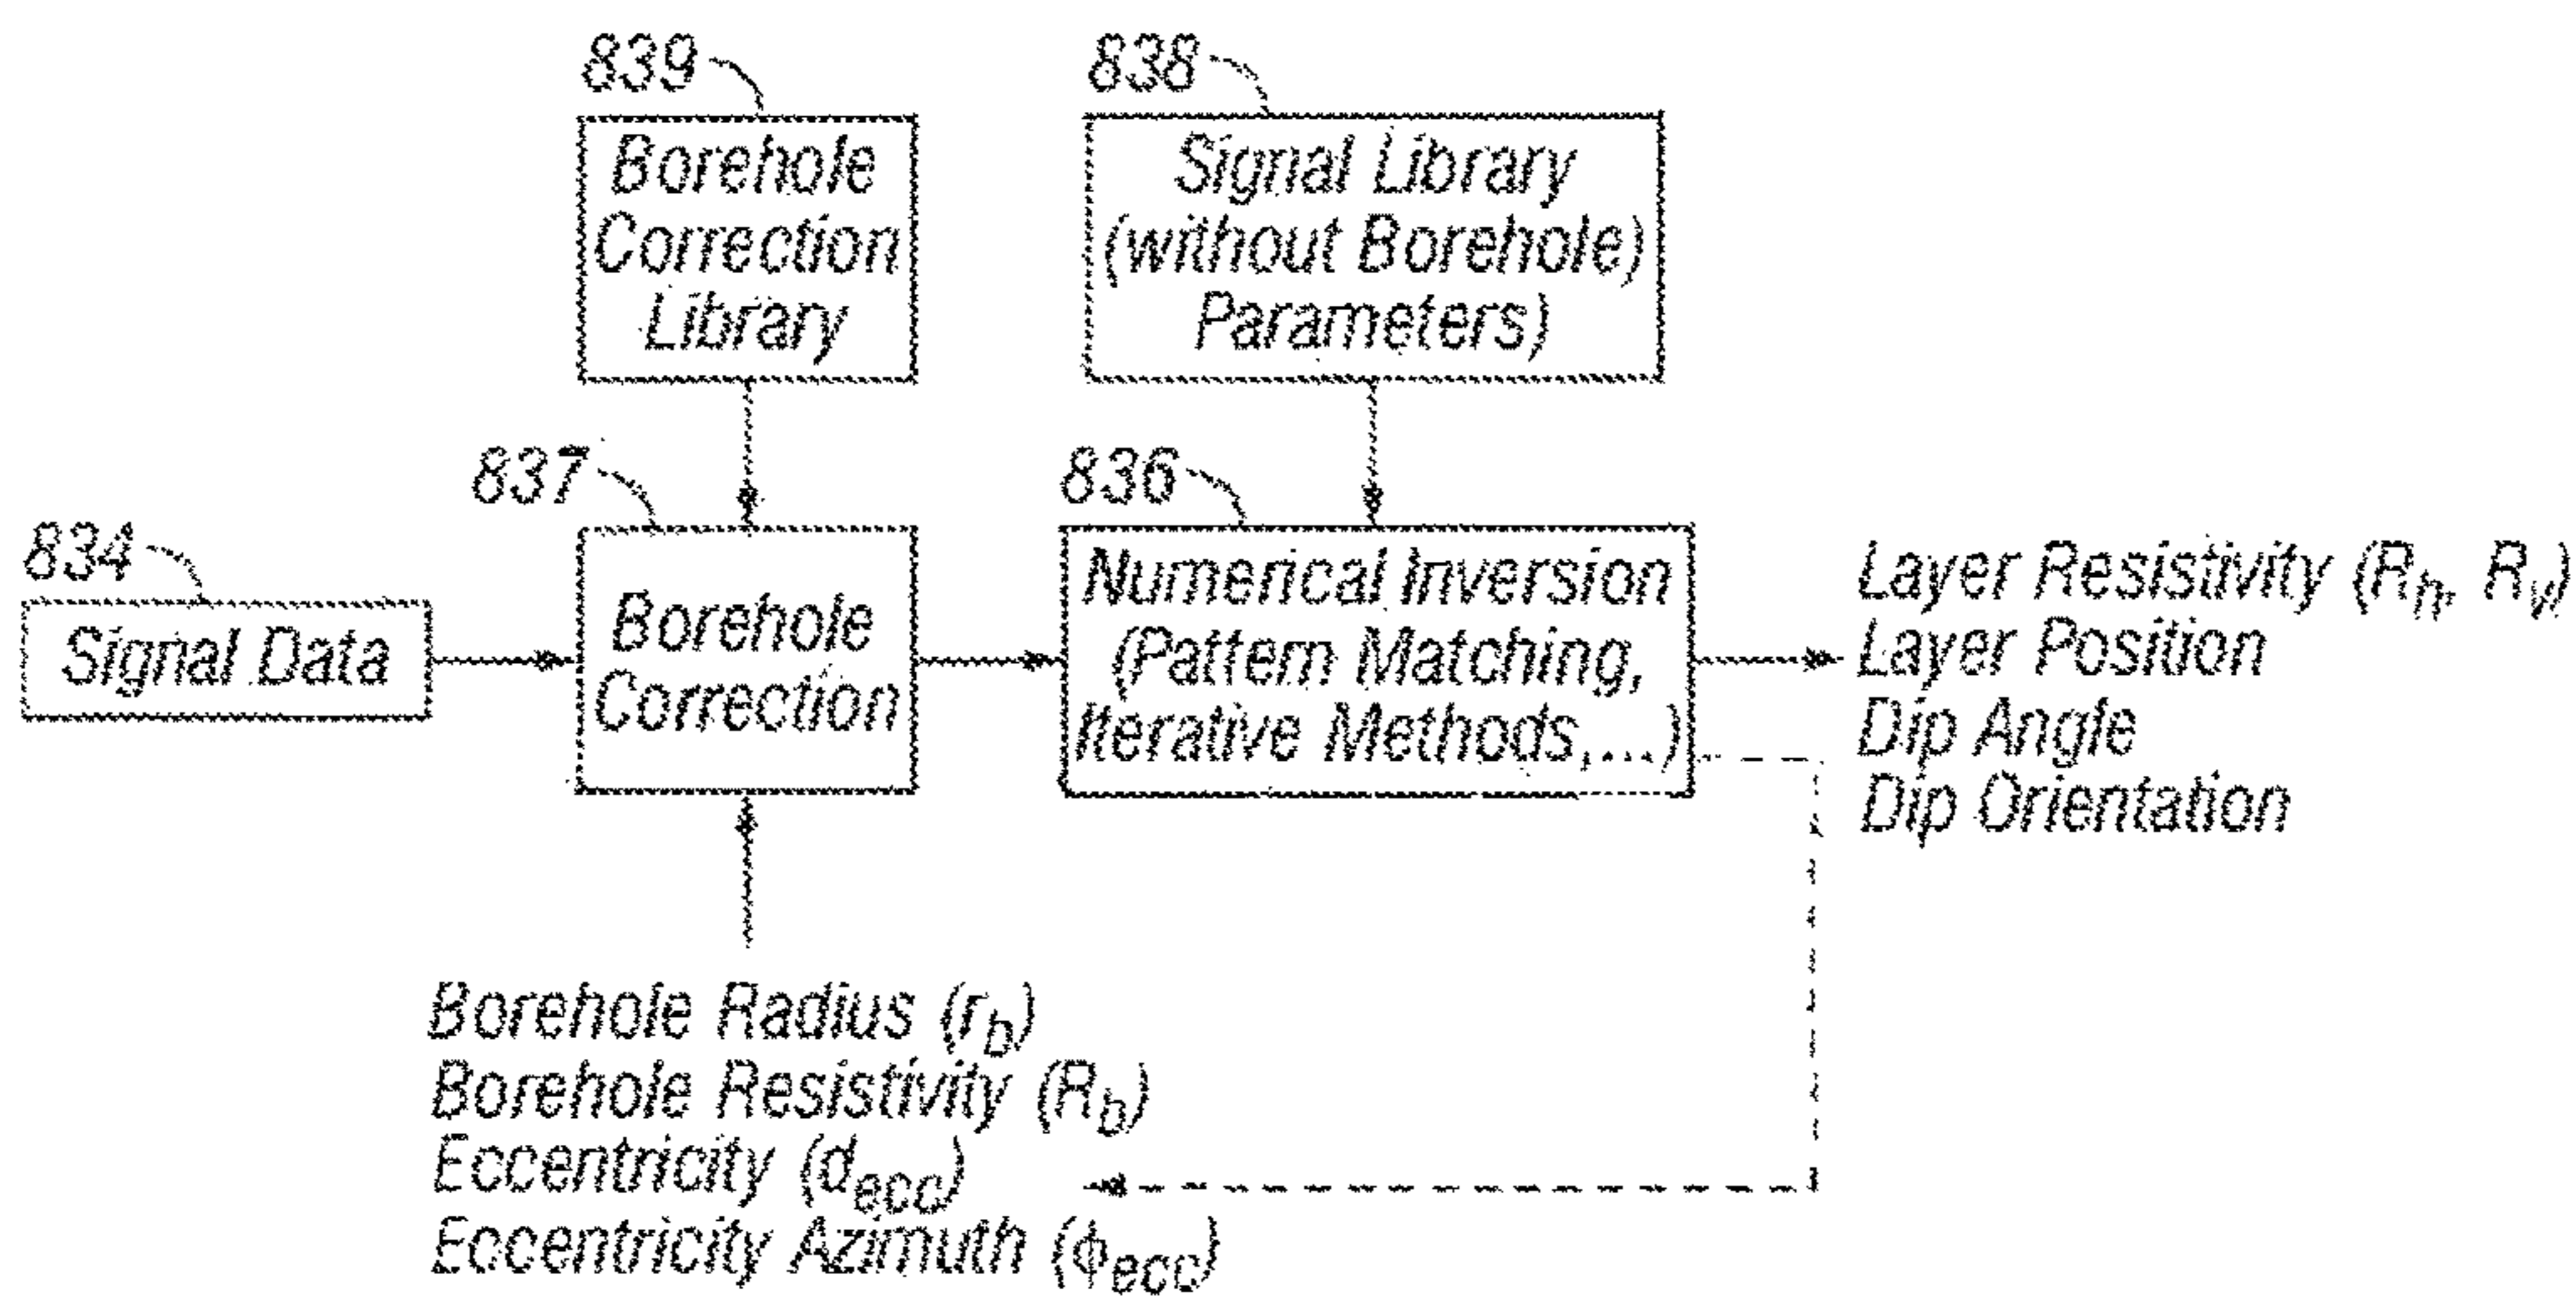 839
Borehole
Correction
Library
838
Signal Library
(without Borehole)
Parameters)
834
Signal Data
837
Borehole
Correction
836
Numerical Inversion
(Pattern Matching,
Iterative Methods,...)
Layer Resistivity (Rh, Rv)
Layer Position
Dip Angle
Dip Orientation
Borehole Radius (rb)
Borehole Resistivity (Rb)
Eccentricity (decc)
Eccentricity Azimuth (ϕecc)